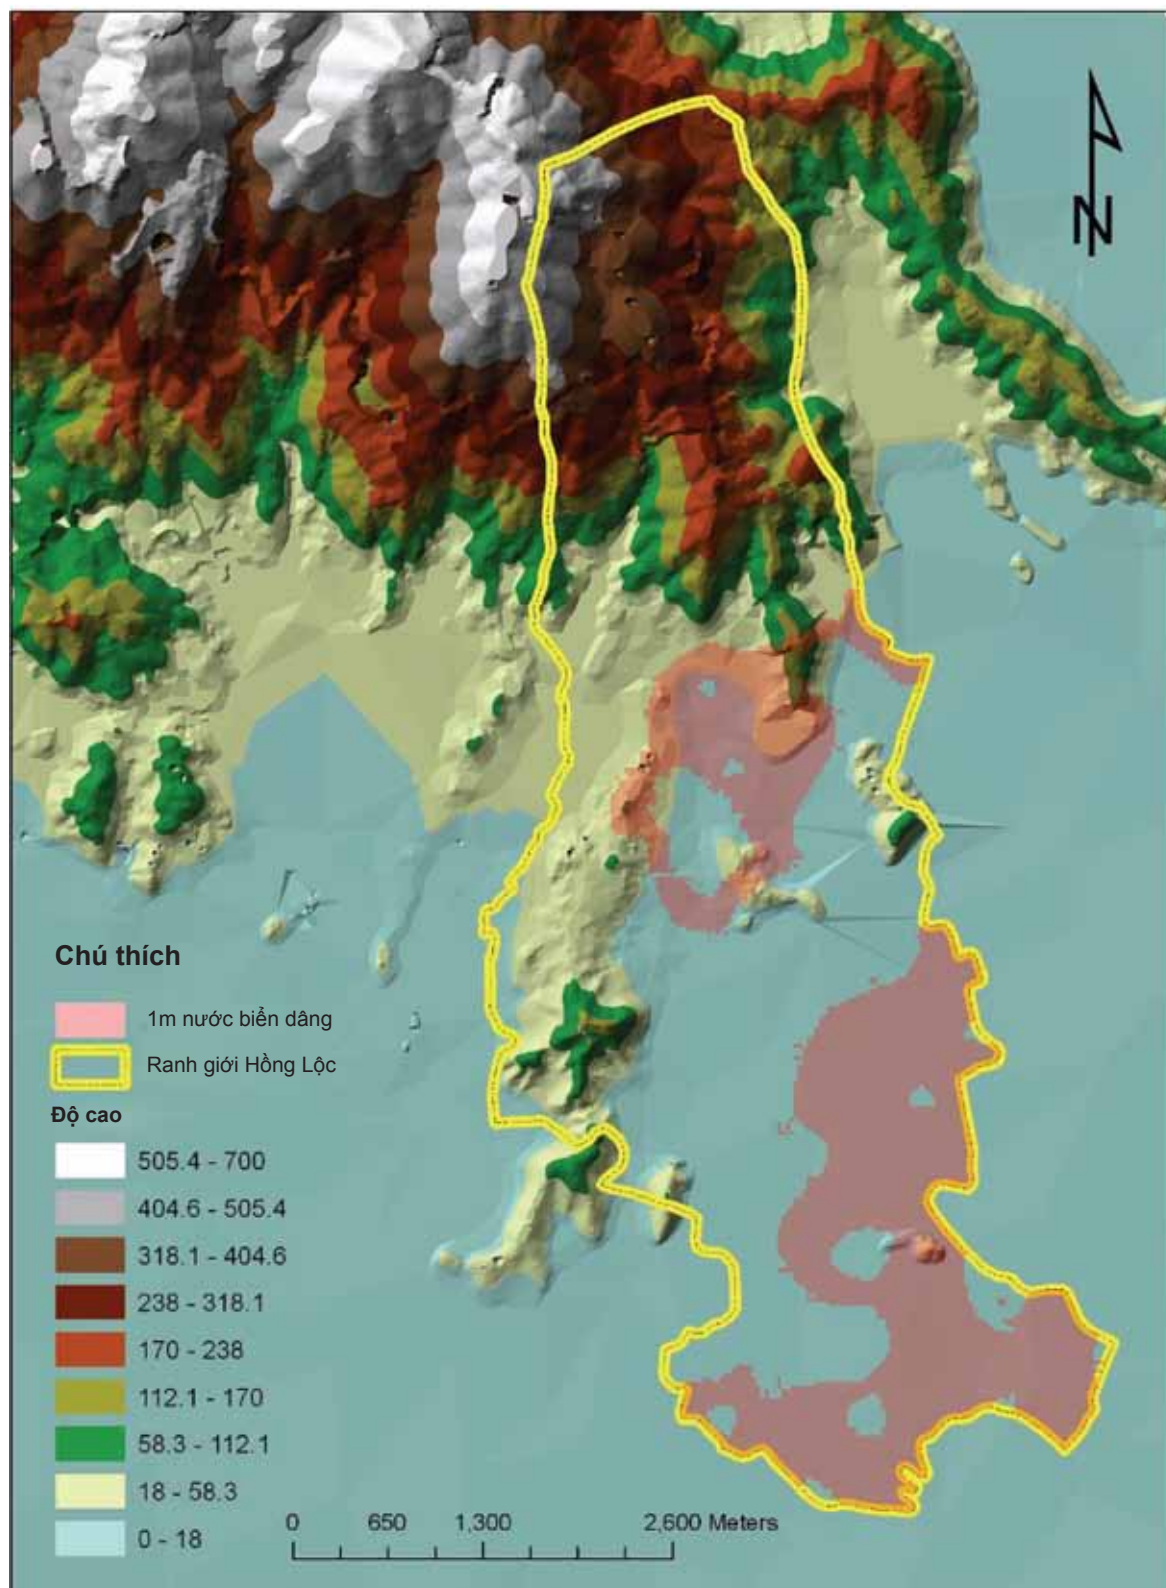 N
Chú thích
1m nước biển dâng
Ranh giới Hồng Lộc
Độ cao
505.4 - 700
404.6 - 505.4
318.1 - 404.6
238 - 318.1
170 - 238
112.1 - 170
58.3 - 112.1
18 - 58.3
0 - 18
0 650 1,300 2,600 Meters